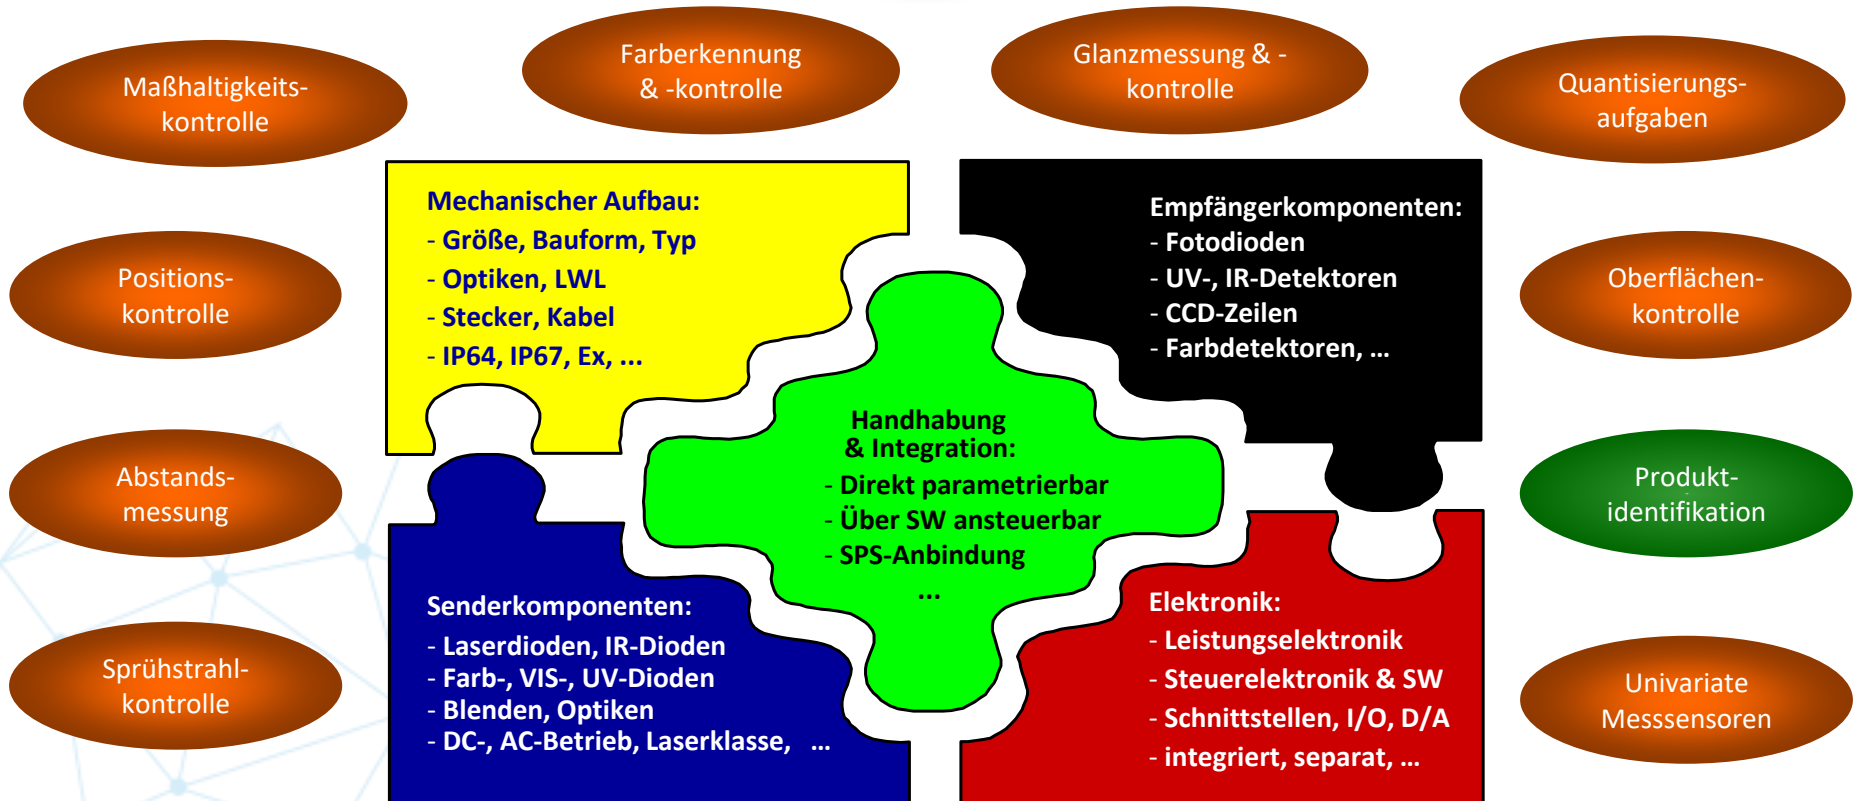 Maßhaltigkeits-
kontrolle
Farberkennung
& -kontrolle
Glanzmessung & -
kontrolle
Quantisierungs-
aufgaben
Positions-
kontrolle
Abstands-
messung
Sprühstrahl-
kontrolle
Mechanischer Aufbau:
- Größe, Bauform, Typ
- Optiken, LWL
- Stecker, Kabel
- IP64, IP67, Ex, ...
Empfängerkomponenten:
- Fotodioden
- UV-, IR-Detektoren
- CCD-Zeilen
- Farbdetektoren, ...
Handhabung
& Integration:
- Direkt parametrierbar
- Über SW ansteuerbar
- SPS-Anbindung
...
Senderkomponenten:
- Laserdioden, IR-Dioden
- Farb-, VIS-, UV-Dioden
- Blenden, Optiken
- DC-, AC-Betrieb, Laserklasse, ...
Elektronik:
- Leistungselektronik
- Steuerelektronik & SW
- Schnittstellen, I/O, D/A
- integriert, separat, ...
Oberflächen-
kontrolle
Produkt-
identifikation
Univariate
Messsensoren